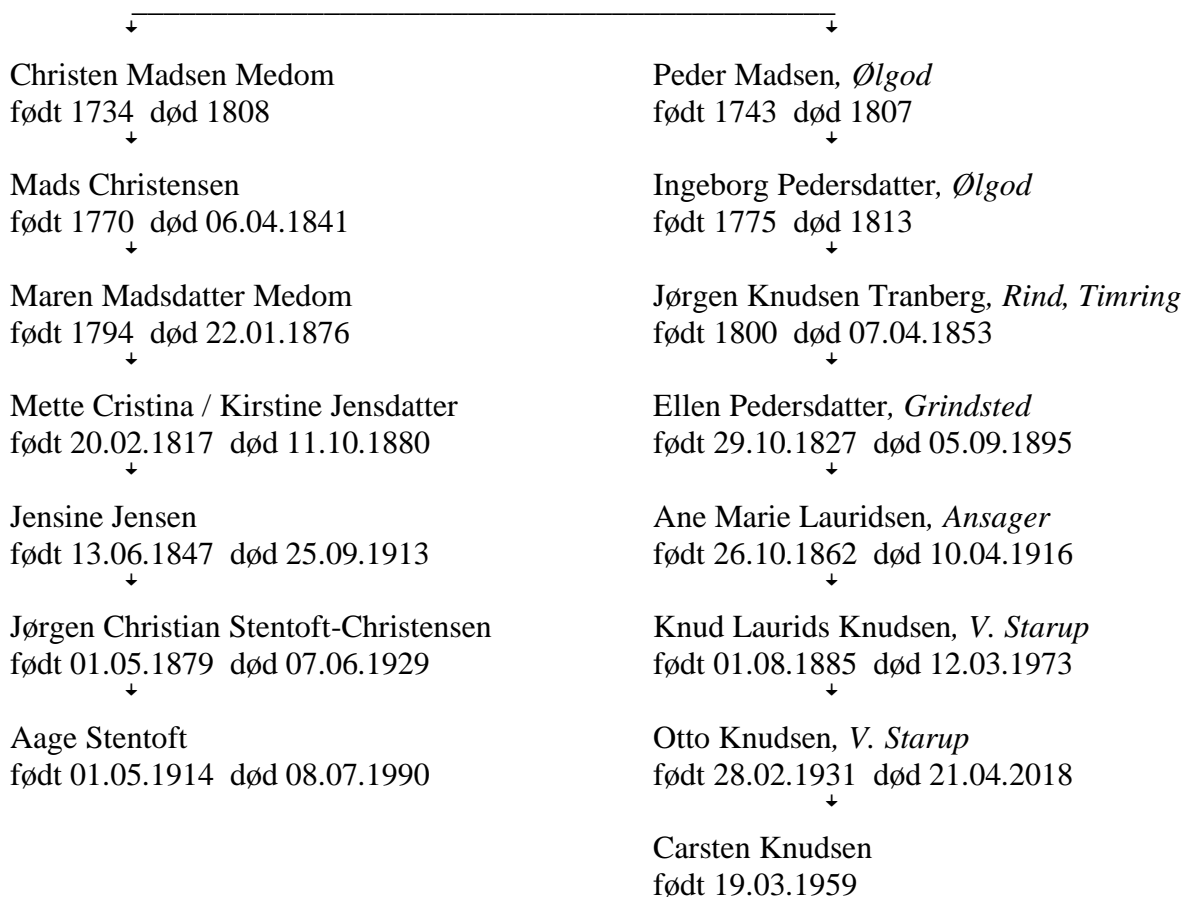 Christen Madsen Medom
født 1734  død 1808
Mads Christensen
født 1770  død 06.04.1841
Maren Madsdatter Medom
født 1794  død 22.01.1876
Mette Cristina / Kirstine Jensdatter
født 20.02.1817  død 11.10.1880
Jensine Jensen
født 13.06.1847  død 25.09.1913
Jørgen Christian Stentoft-Christensen
født 01.05.1879  død 07.06.1929
Aage Stentoft
født 01.05.1914  død 08.07.1990
Peder Madsen, Ølgod
født 1743  død 1807
Ingeborg Pedersdatter, Ølgod
født 1775  død 1813
Jørgen Knudsen Tranberg, Rind, Timring
født 1800  død 07.04.1853
Ellen Pedersdatter, Grindsted
født 29.10.1827  død 05.09.1895
Ane Marie Lauridsen, Ansager
født 26.10.1862  død 10.04.1916
Knud Laurids Knudsen, V. Starup
født 01.08.1885  død 12.03.1973
Otto Knudsen, V. Starup
født 28.02.1931  død 21.04.2018
Carsten Knudsen
født 19.03.1959